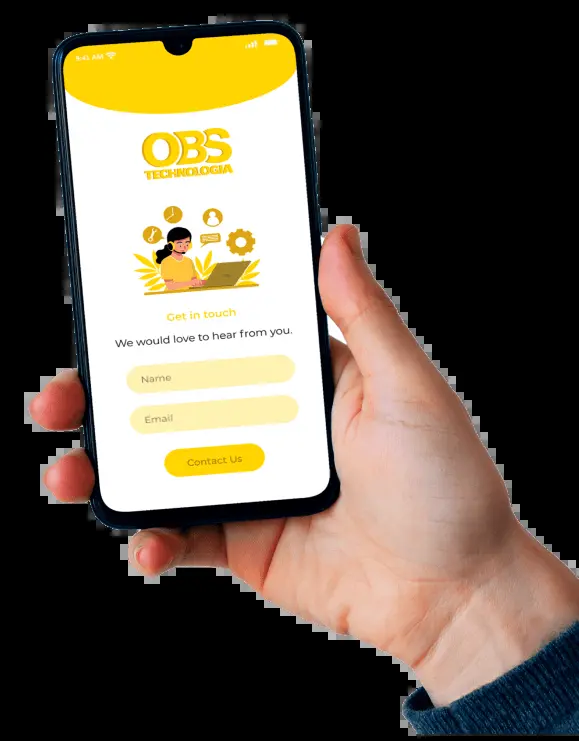 9:41 AM
OBS
TECHNOLOGIA
Get in touch
We would love to hear from you.
Name
Email
Contact Us